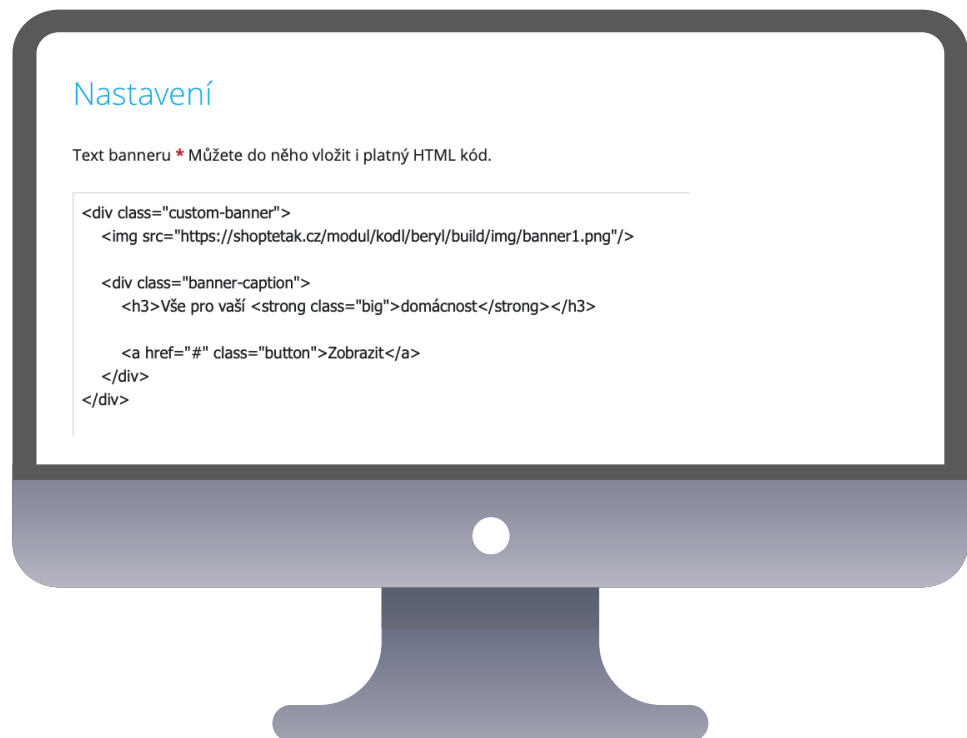 Nastavení
Text banneru * Můžete do něho vložit i platný HTML kód.
<div class="custom-banner">
<img src="https://shoptetak.cz/modul/kodl/beryl/build/img/banner1.png"/>
<div class="banner-caption">
<h3>Vše pro vaší <strong class="big">domácnost</strong></h3>
<a href="#" class="button">Zobrazit</a>
</div>
</div>